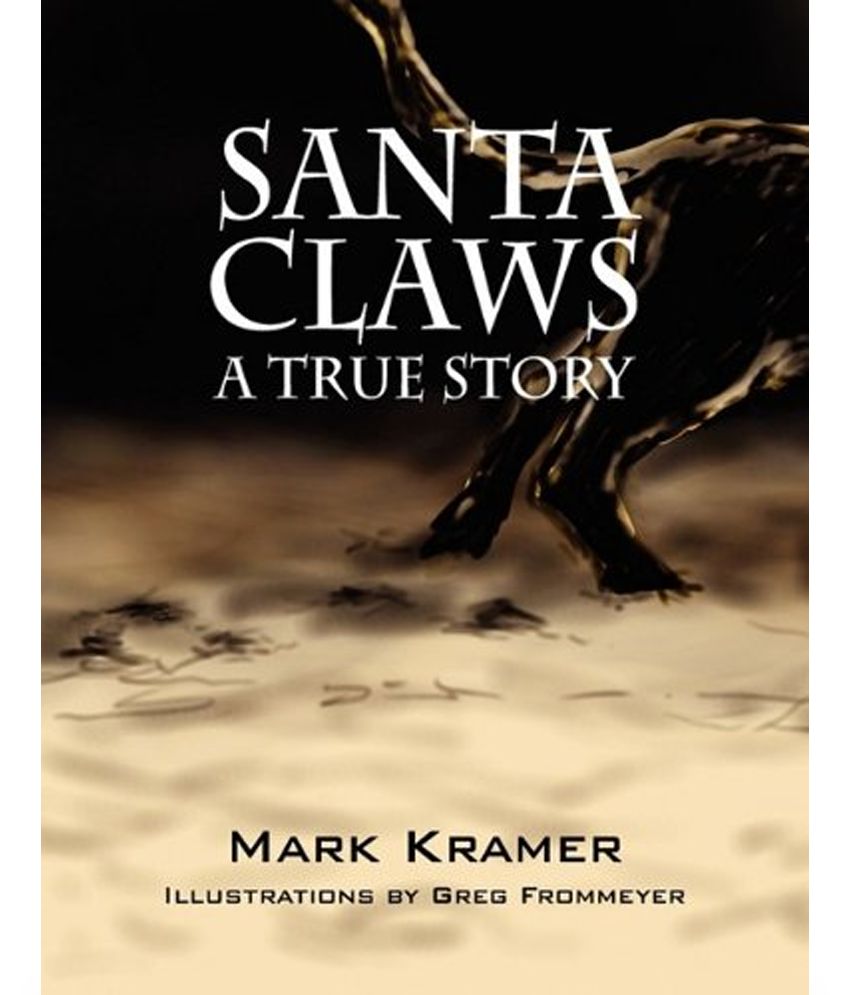 SANTA
CLAWS
A TRUE STORY
MARK KRAMER
ILLUSTRATIONS BY GREG FROMMEYER